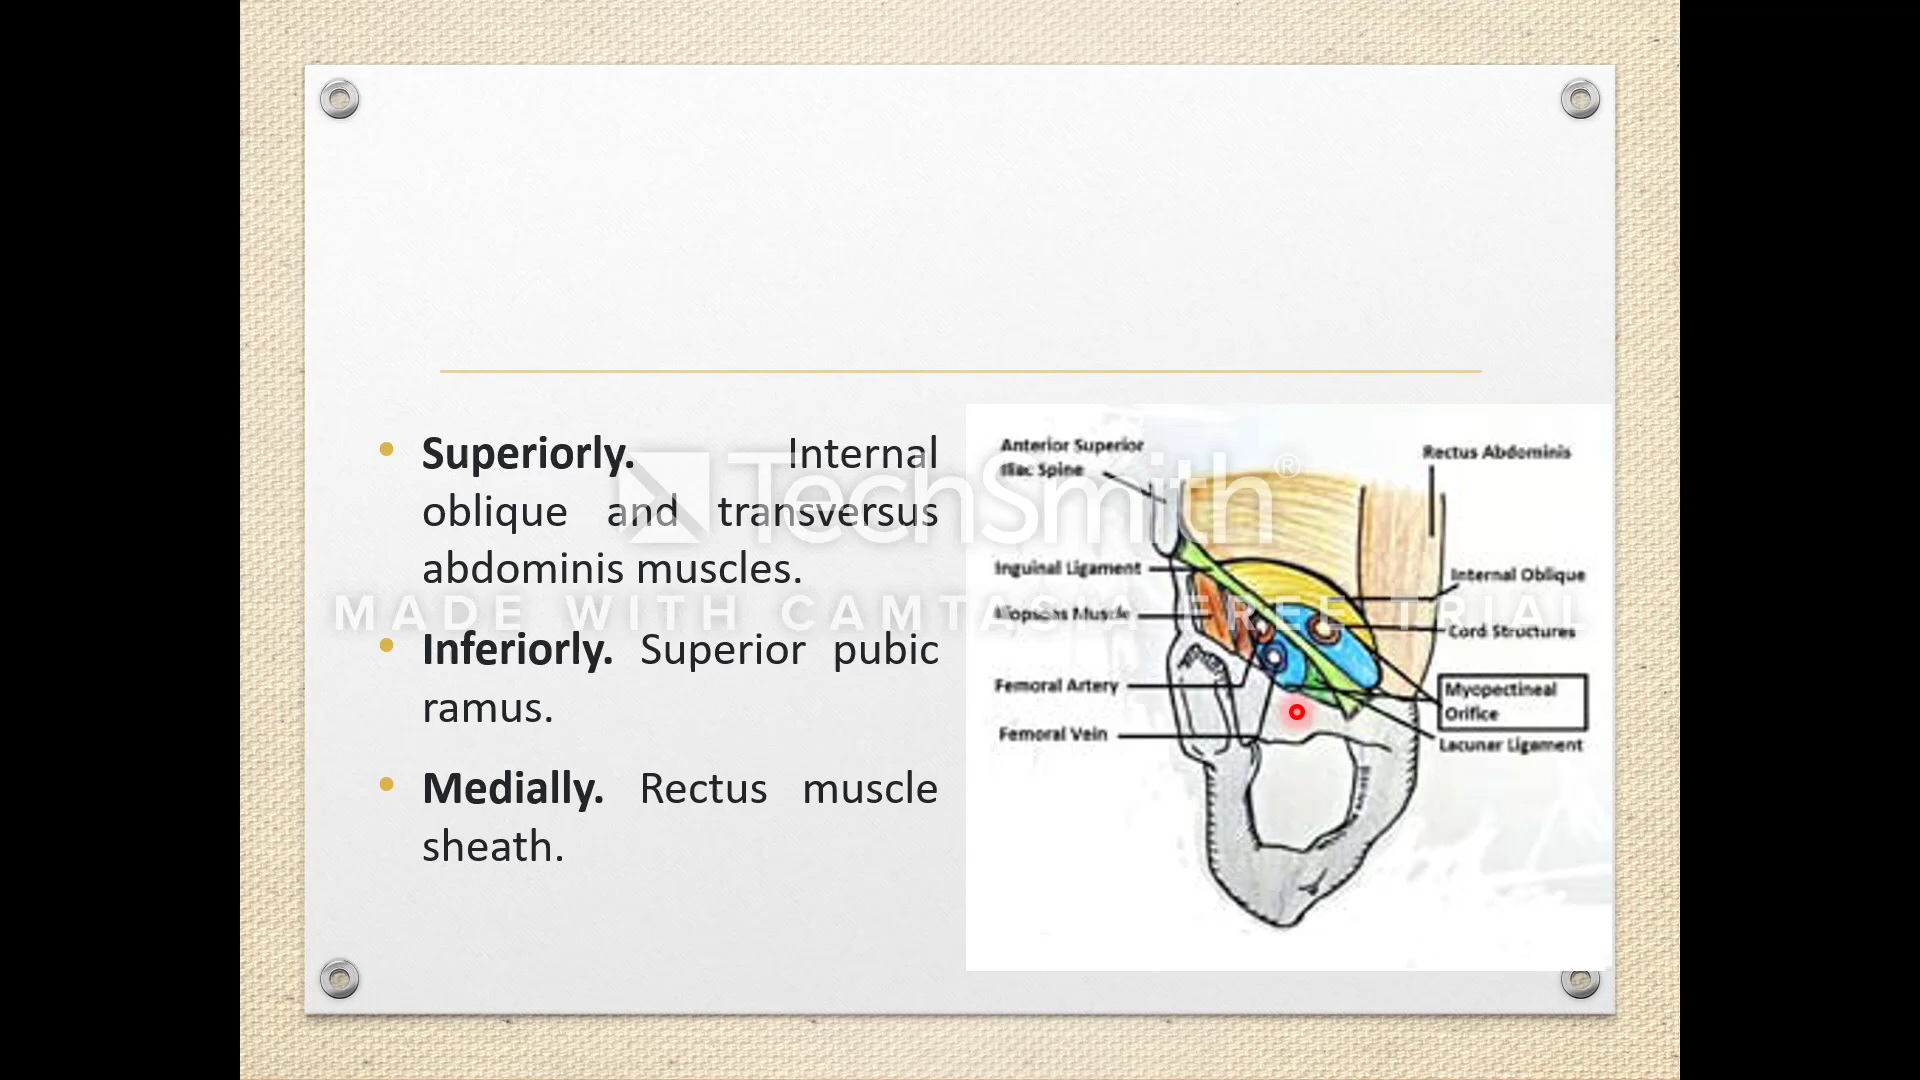 Superiorly. Internal
oblique and transversus
abdominis muscles.
Inferiorly. Superior pubic
ramus.
Medially. Rectus muscle
sheath.
Anterior Superior
Iliac Spine
Rectus Abdominis
Inguinal Ligament
Internal Oblique
Iliopsoas Muscle
Cord Structures
Femoral Artery
Myopectineal
Orifice
Femoral Vein
Lacunar Ligament
TechSmith®
MADE WITH CAMTASIA FREE TRIAL